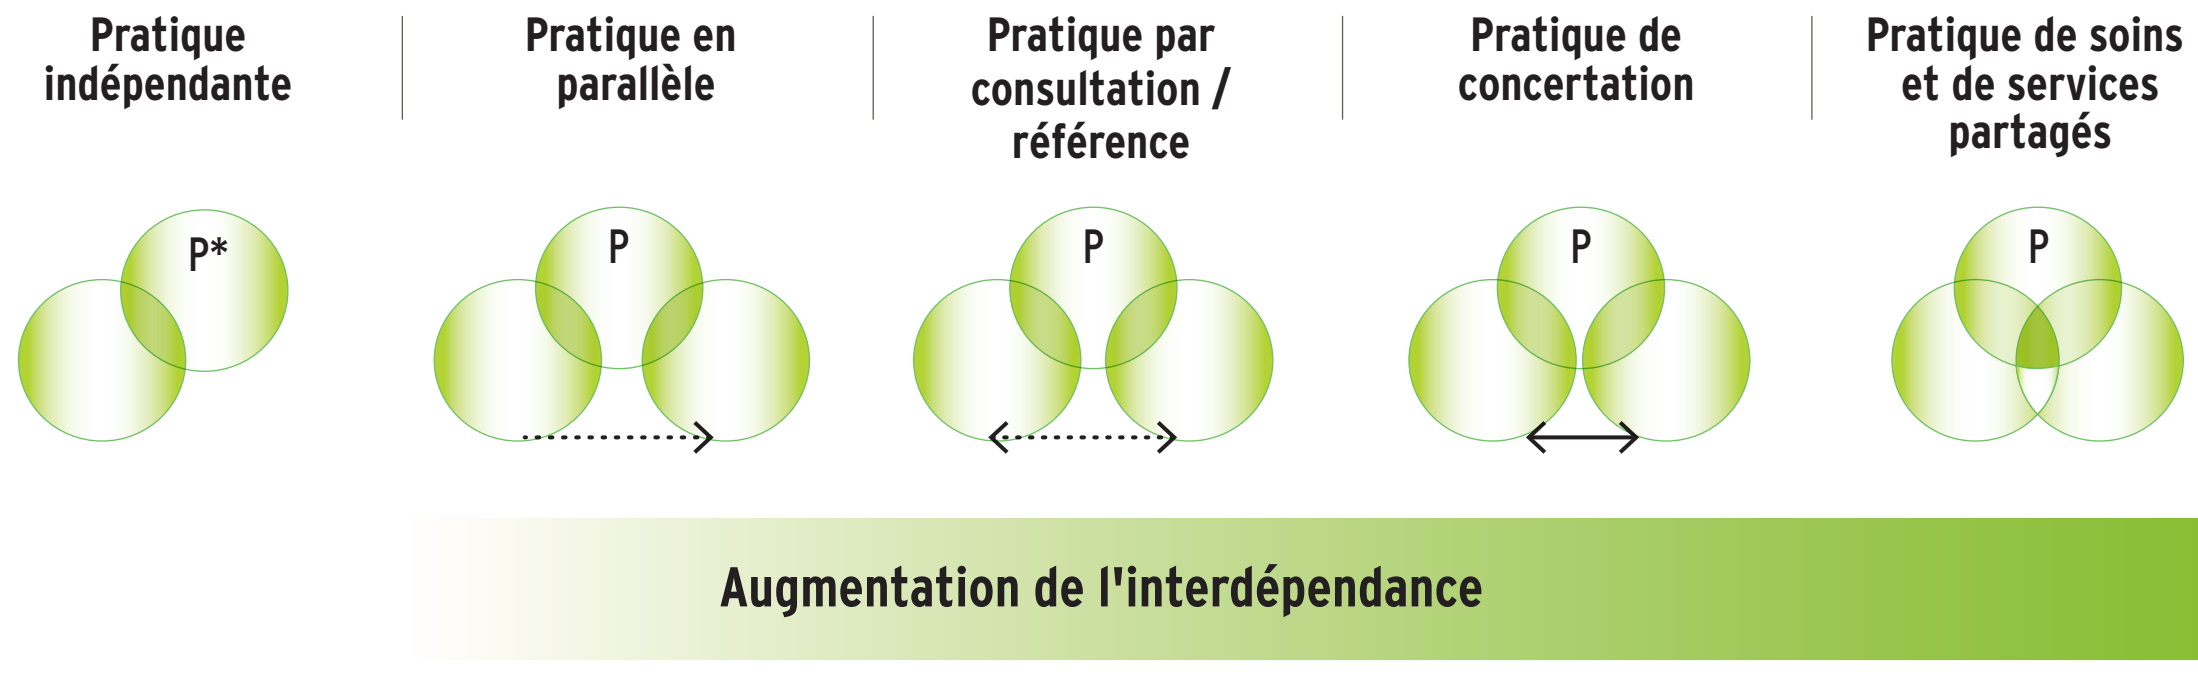 Pratique
indépendante
Pratique en
parallèle
Pratique par
consultation /
référence
Pratique de
concertation
Pratique de soins
et de services
partagés
P*
P
P
P
P
Augmentation de l'interdépendance